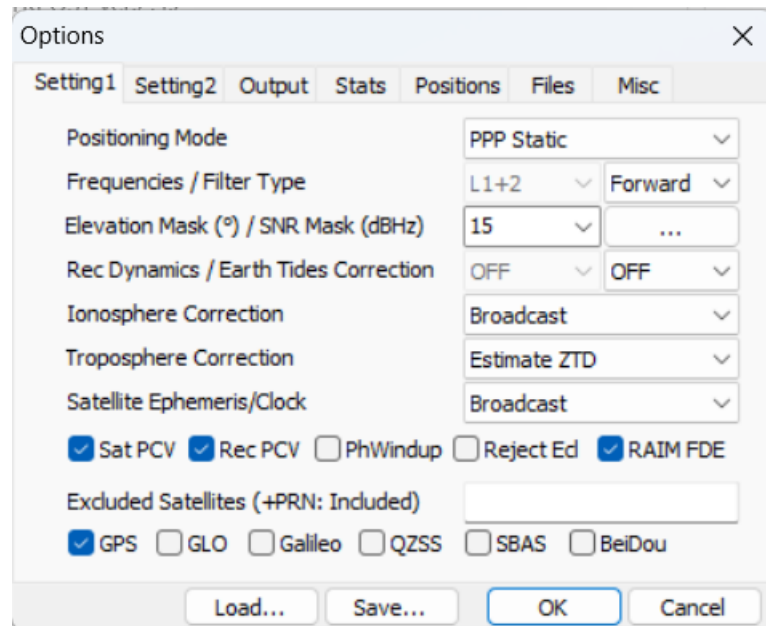 Options
Setting1 Setting2 Output Stats Positions Files Misc
Positioning Mode PPP Static
Frequencies / Filter Type L1+2 Forward
Elevation Mask (°) / SNR Mask (dBHz) 15 ...
Rec Dynamics / Earth Tides Correction OFF OFF
Ionosphere Correction Broadcast
Troposphere Correction Estimate ZTD
Satellite Ephemeris/Clock Broadcast
Sat PCV Rec PCV PhWindup Reject Ecl RAIM FDE
Excluded Satellites (+PRN: Included)
GPS GLO Galileo QZSS SBAS BeiDou
Load... Save... OK Cancel